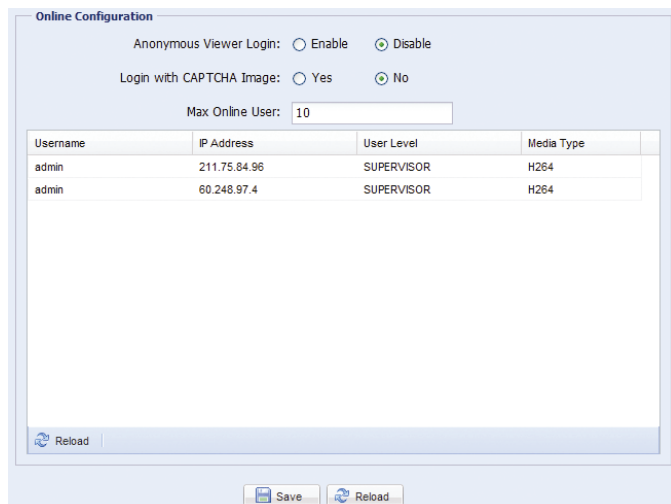 Online Configuration
Anonymous Viewer Login: Enable Disable
Login with CAPTCHA Image: Yes No
Max Online User: 10
Username IP Address User Level Media Type
admin 211.75.84.96 SUPERVISOR H264
admin 60.248.97.4 SUPERVISOR H264
Reload
Save Reload